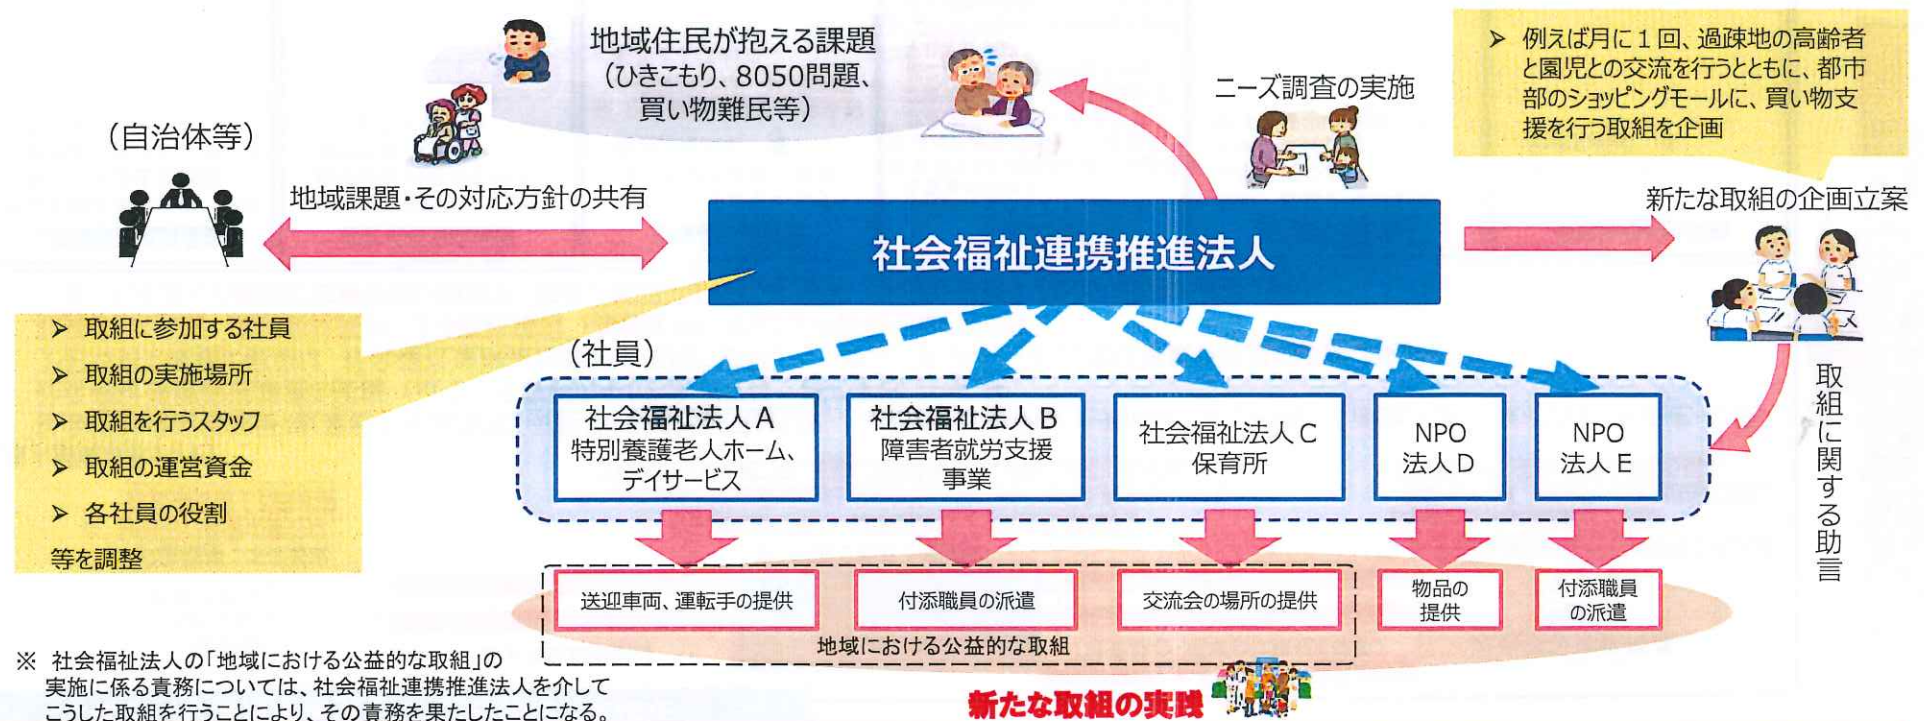 地域住民が抱える課題
（ひきこもり、8050問題、
買い物難民等）
ニーズ調査の実施
➢ 例えば月に１回、過疎地の高齢者
と園児との交流を行うとともに、都市
部のショッピングモールに、買い物支
援を行う取組を企画
（自治体等）
地域課題・その対応方針の共有
新たな取組の企画立案
社会福祉連携推進法人
➢ 取組に参加する社員
➢ 取組の実施場所
➢ 取組を行うスタッフ
➢ 取組の運営資金
➢ 各社員の役割
等を調整
（社員）
社会福祉法人Ａ
特別養護老人ホーム、
デイサービス
社会福祉法人Ｂ
障害者就労支援
事業
社会福祉法人Ｃ
保育所
NPO
法人Ｄ
NPO
法人Ｅ
取組に関する助言
送迎車両、運転手の提供
付添職員の派遣
交流会の場所の提供
物品の
提供
付添職員
の派遣
地域における公益的な取組
※ 社会福祉法人の「地域における公益的な取組」の
実施に係る責務については、社会福祉連携推進法人を介して
こうした取組を行うことにより、その責務を果たしたことになる。
新たな取組の実践